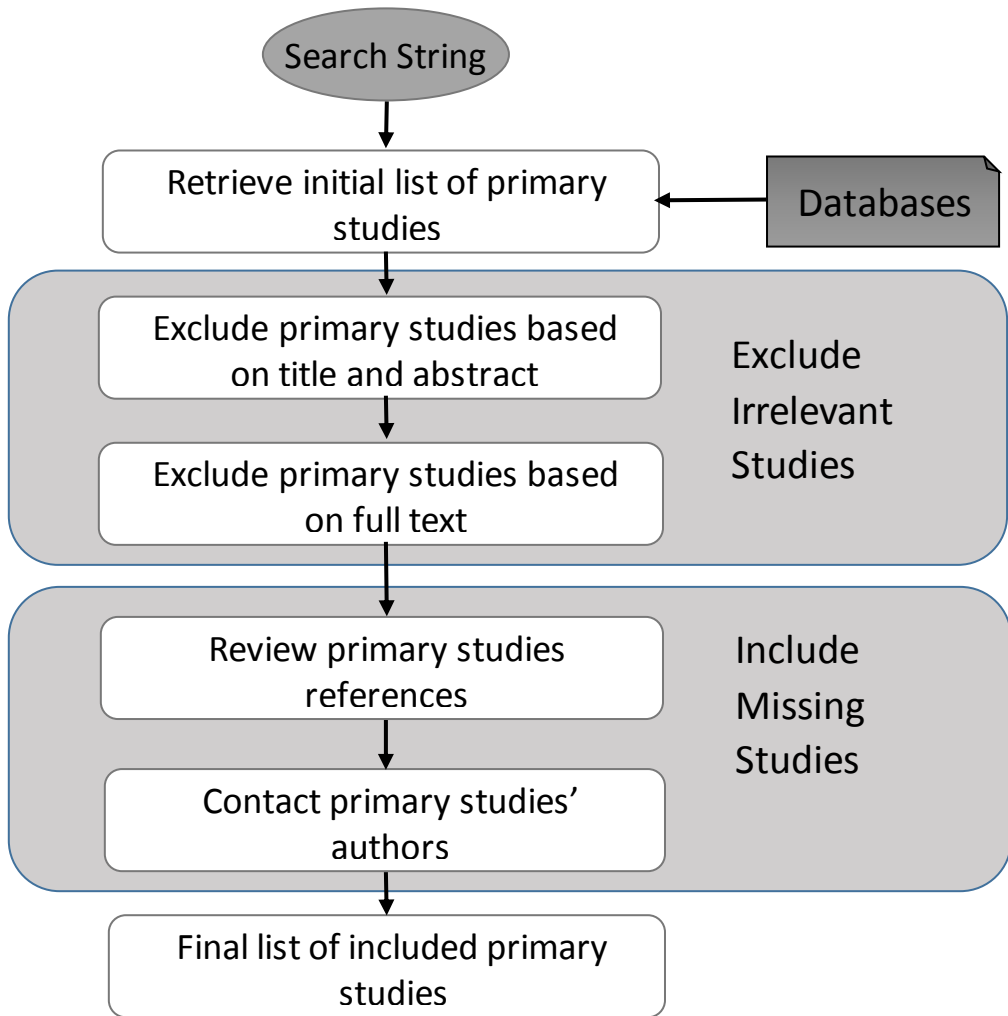 Search String
Retrieve initial list of primary
studies
Databases
Exclude primary studies based
on title and abstract
Exclude
Irrelevant
Studies
Exclude primary studies based
on full text
Review primary studies
references
Include
Missing
Studies
Contact primary studies’
authors
Final list of included primary
studies